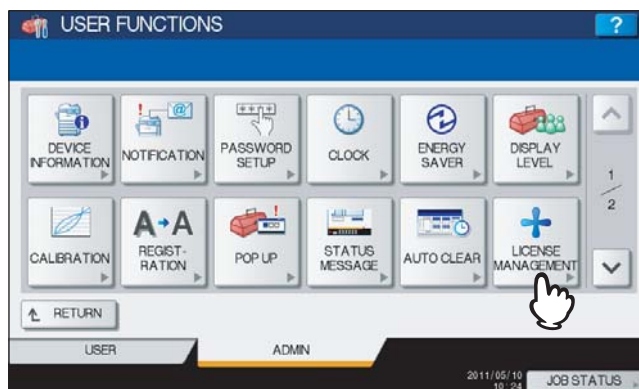 USER FUNCTIONS
?
DEVICE
INFORMATION
NOTIFICATION
PASSWORD
SETUP
CLOCK
ENERGY
SAVER
DISPLAY
LEVEL
1
2
CALIBRATION
A A
REGIST-
RATION
POP UP
STATUS
MESSAGE
AUTO CLEAR
LICENSE
MANAGEMENT
RETURN
USER
ADMIN
2011/05/10
10:24
JOB STATUS